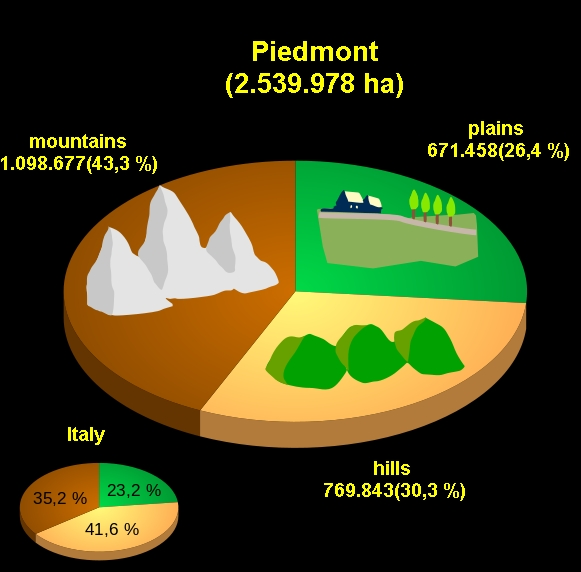 Piedmont
(2.539.978 ha)
mountains
1.098.677(43,3 %)
plains
671.458(26,4 %)
hills
769.843(30,3 %)
Italy
35,2 %
23,2 %
41,6 %